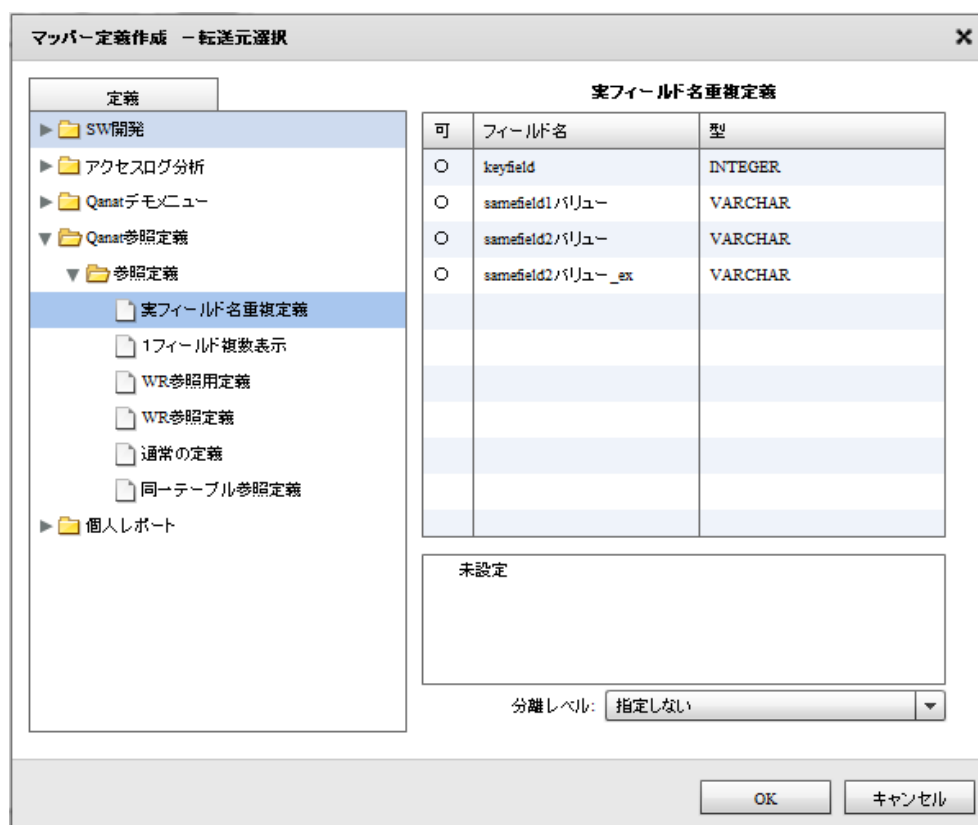 マッパー定義作成 －転送元選択
定義
SW開発
アクセスログ分析
Qanatデモメニュー
Qanat参照定義
参照定義
実フィールド名重複定義
1フィールド複数表示
WR参照用定義
WR参照定義
通常の定義
同一テーブル参照定義
個人レポート
実フィールド名重複定義
可 フィールド名 型
○ keyfield INTEGER
○ samefield1バリュー VARCHAR
○ samefield2バリュー VARCHAR
○ samefield2バリュー_ex VARCHAR
未設定
分離レベル: 指定しない
OK キャンセル